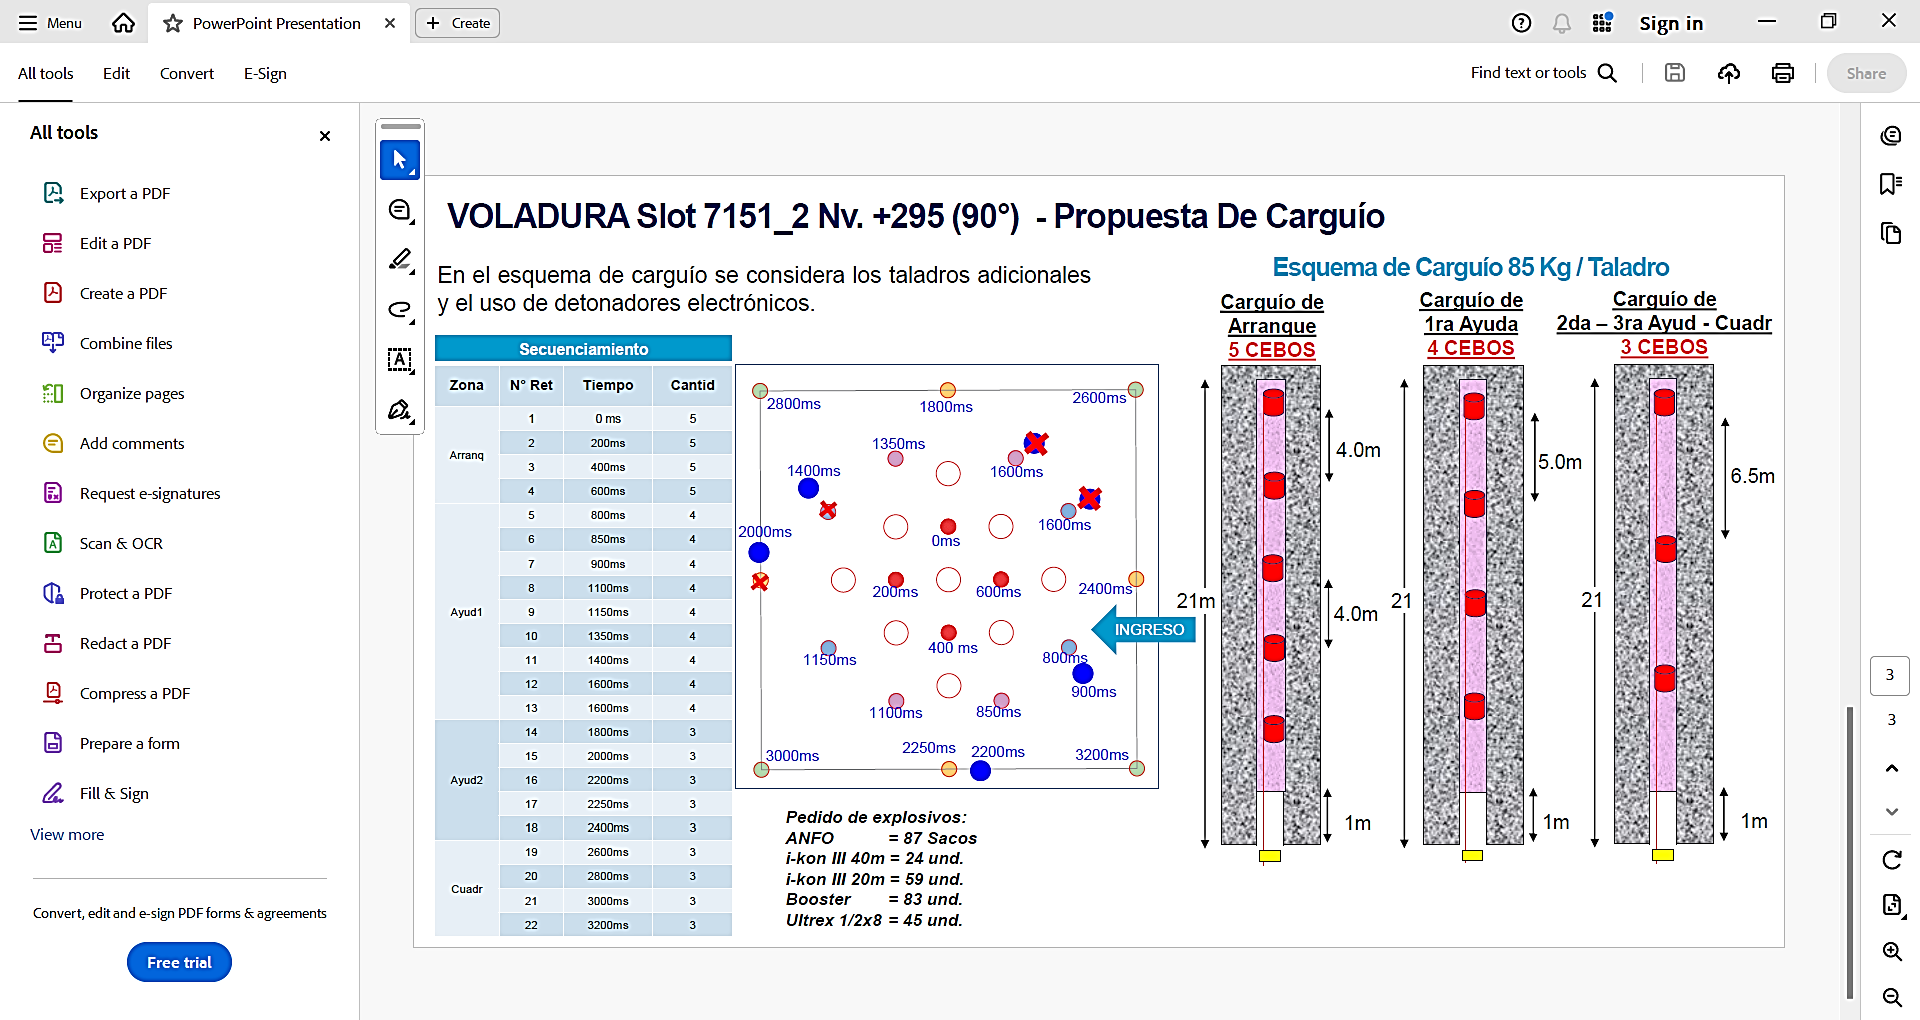 Menu
PowerPoint Presentation
Create
Sign in
All tools
Edit
Convert
E-Sign
Find text or tools
Share
All tools
Export a PDF
Edit a PDF
Create a PDF
Combine files
Organize pages
Add comments
Request e-signatures
Scan & OCR
Protect a PDF
Redact a PDF
Compress a PDF
Prepare a form
Fill & Sign
View more
Convert, edit and e-sign PDF forms & agreements
Free trial
VOLADURA Slot 7151_2 Nv. +295 (90°) - Propuesta De Carguío
En el esquema de carguío se considera los taladros adicionales
y el uso de detonadores electrónicos.
Secuenciamiento
Zona N° Ret Tiempo Cantid
Arranq
1 0 ms 5
2 200ms 5
3 400ms 5
4 600ms 5
Ayud1
5 800ms 4
6 850ms 4
7 900ms 4
8 1100ms 4
9 1150ms 4
10 1350ms 4
11 1400ms 4
12 1600ms 4
13 1600ms 4
Ayud2
14 1800ms 3
15 2000ms 3
16 2200ms 3
17 2250ms 3
18 2400ms 3
Cuadr
19 2600ms 3
20 2800ms 3
21 3000ms 3
22 3200ms 3
2800ms
1800ms
2600ms
1350ms
1400ms
1600ms
2000ms
1600ms
0ms
200ms
600ms
2400ms
INGRESO
400 ms
1150ms
800ms
900ms
1100ms
850ms
2250ms
2200ms
3000ms
3200ms
Pedido de explosivos:
ANFO = 87 Sacos
i-kon III 40m = 24 und.
i-kon III 20m = 59 und.
Booster = 83 und.
Ultrex 1/2x8 = 45 und.
Esquema de Carguío 85 Kg / Taladro
Carguío de
Arranque
5 CEBOS
21m
4.0m
4.0m
1m
Carguío de
1ra Ayuda
4 CEBOS
21
5.0m
1m
Carguío de
2da – 3ra Ayud - Cuadr
3 CEBOS
21
6.5m
1m
3
3